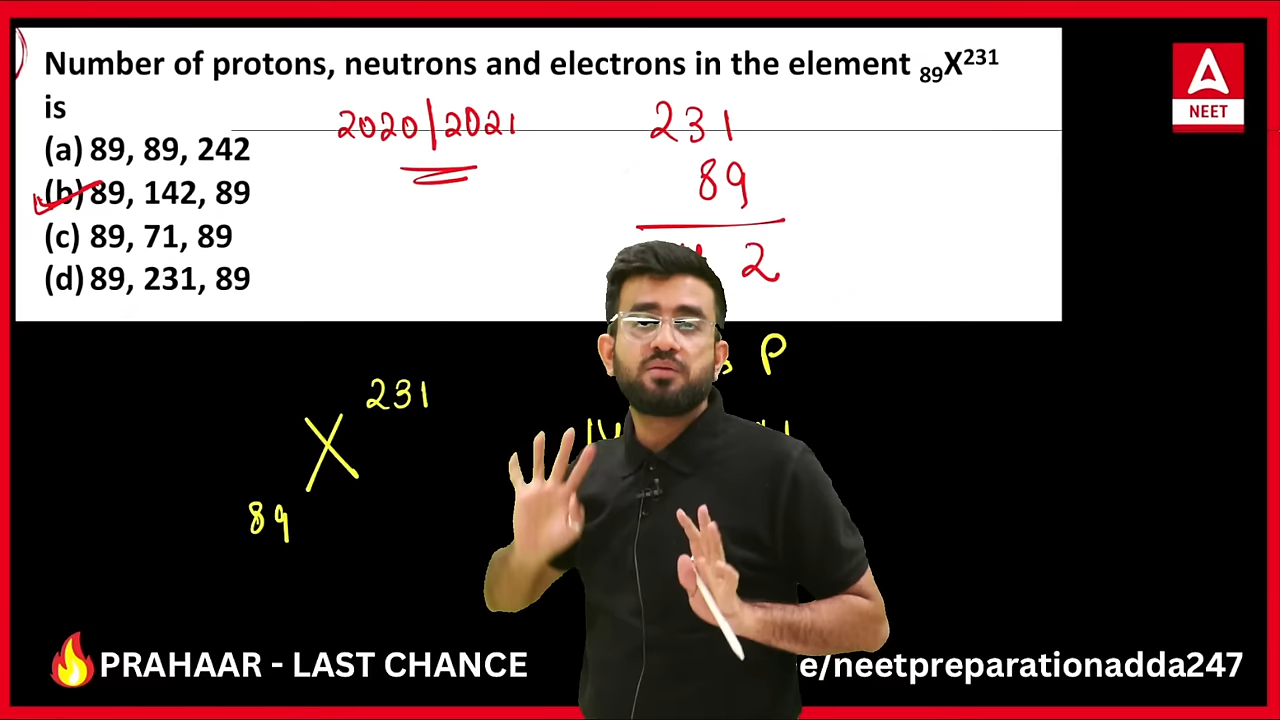 Number of protons, neutrons and electrons in the element ₈₉X²³¹
is
2020|2021
(a) 89, 89, 242
(b) 89, 142, 89
(c) 89, 71, 89
(d) 89, 231, 89
231
89
2
P
X²³¹
89
NEET
PRAHAAR - LAST CHANCE
e/neetpreparationadda247